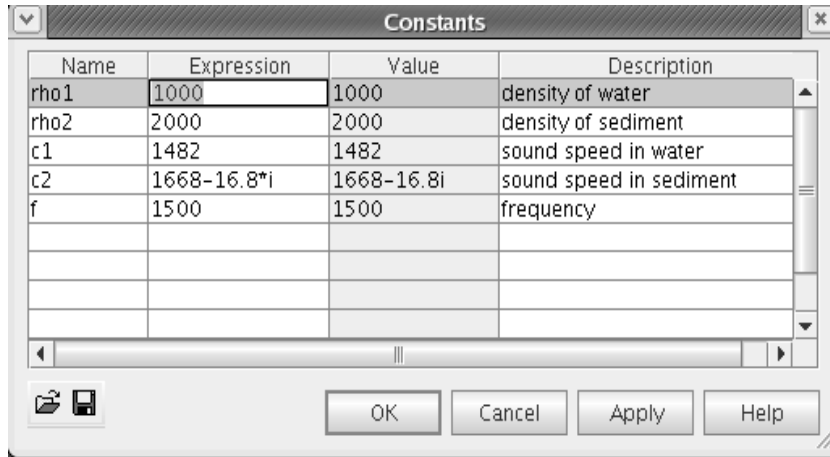 Constants
Name Expression Value Description
rho1 1000 1000 density of water
rho2 2000 2000 density of sediment
c1 1482 1482 sound speed in water
c2 1668-16.8*i 1668-16.8i sound speed in sediment
f 1500 1500 frequency
OK Cancel Apply Help